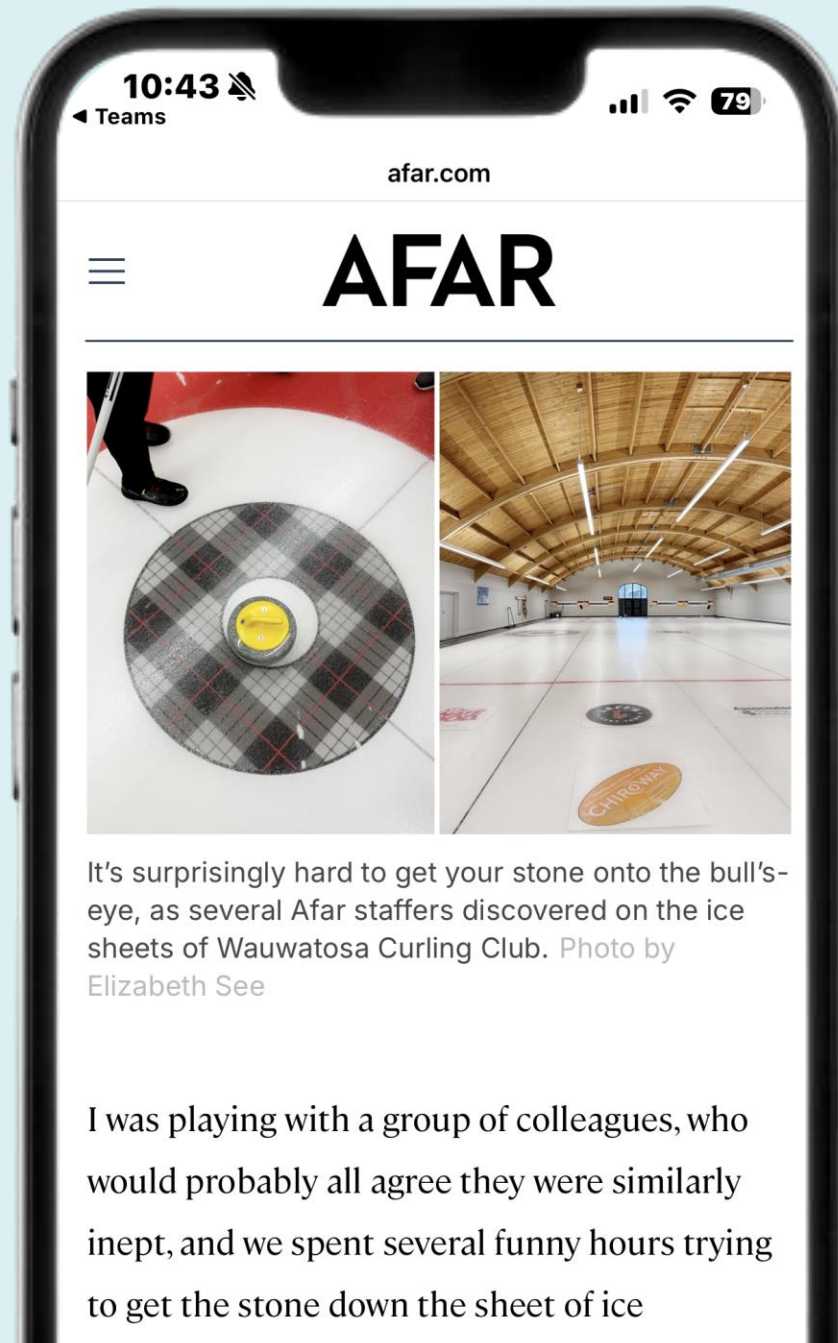 10:43
Teams
79
afar.com
AFAR
CHIROWAY
It's surprisingly hard to get your stone onto the bull's-
eye, as several Afar staffers discovered on the ice
sheets of Wauwatosa Curling Club. Photo by
Elizabeth See
I was playing with a group of colleagues, who
would probably all agree they were similarly
inept, and we spent several funny hours trying
to get the stone down the sheet of ice